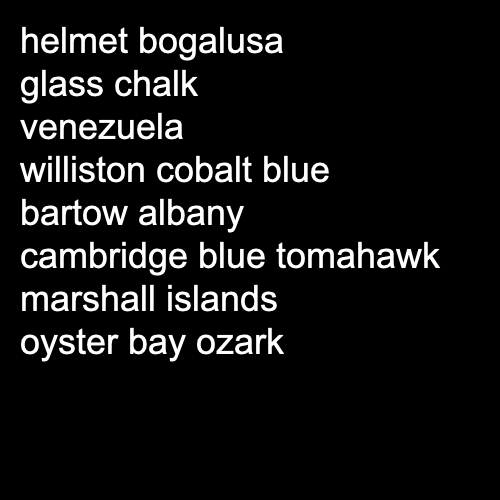 helmet bogalusa
glass chalk
venezuela
williston cobalt blue
bartow albany
cambridge blue tomahawk
marshall islands
oyster bay ozark